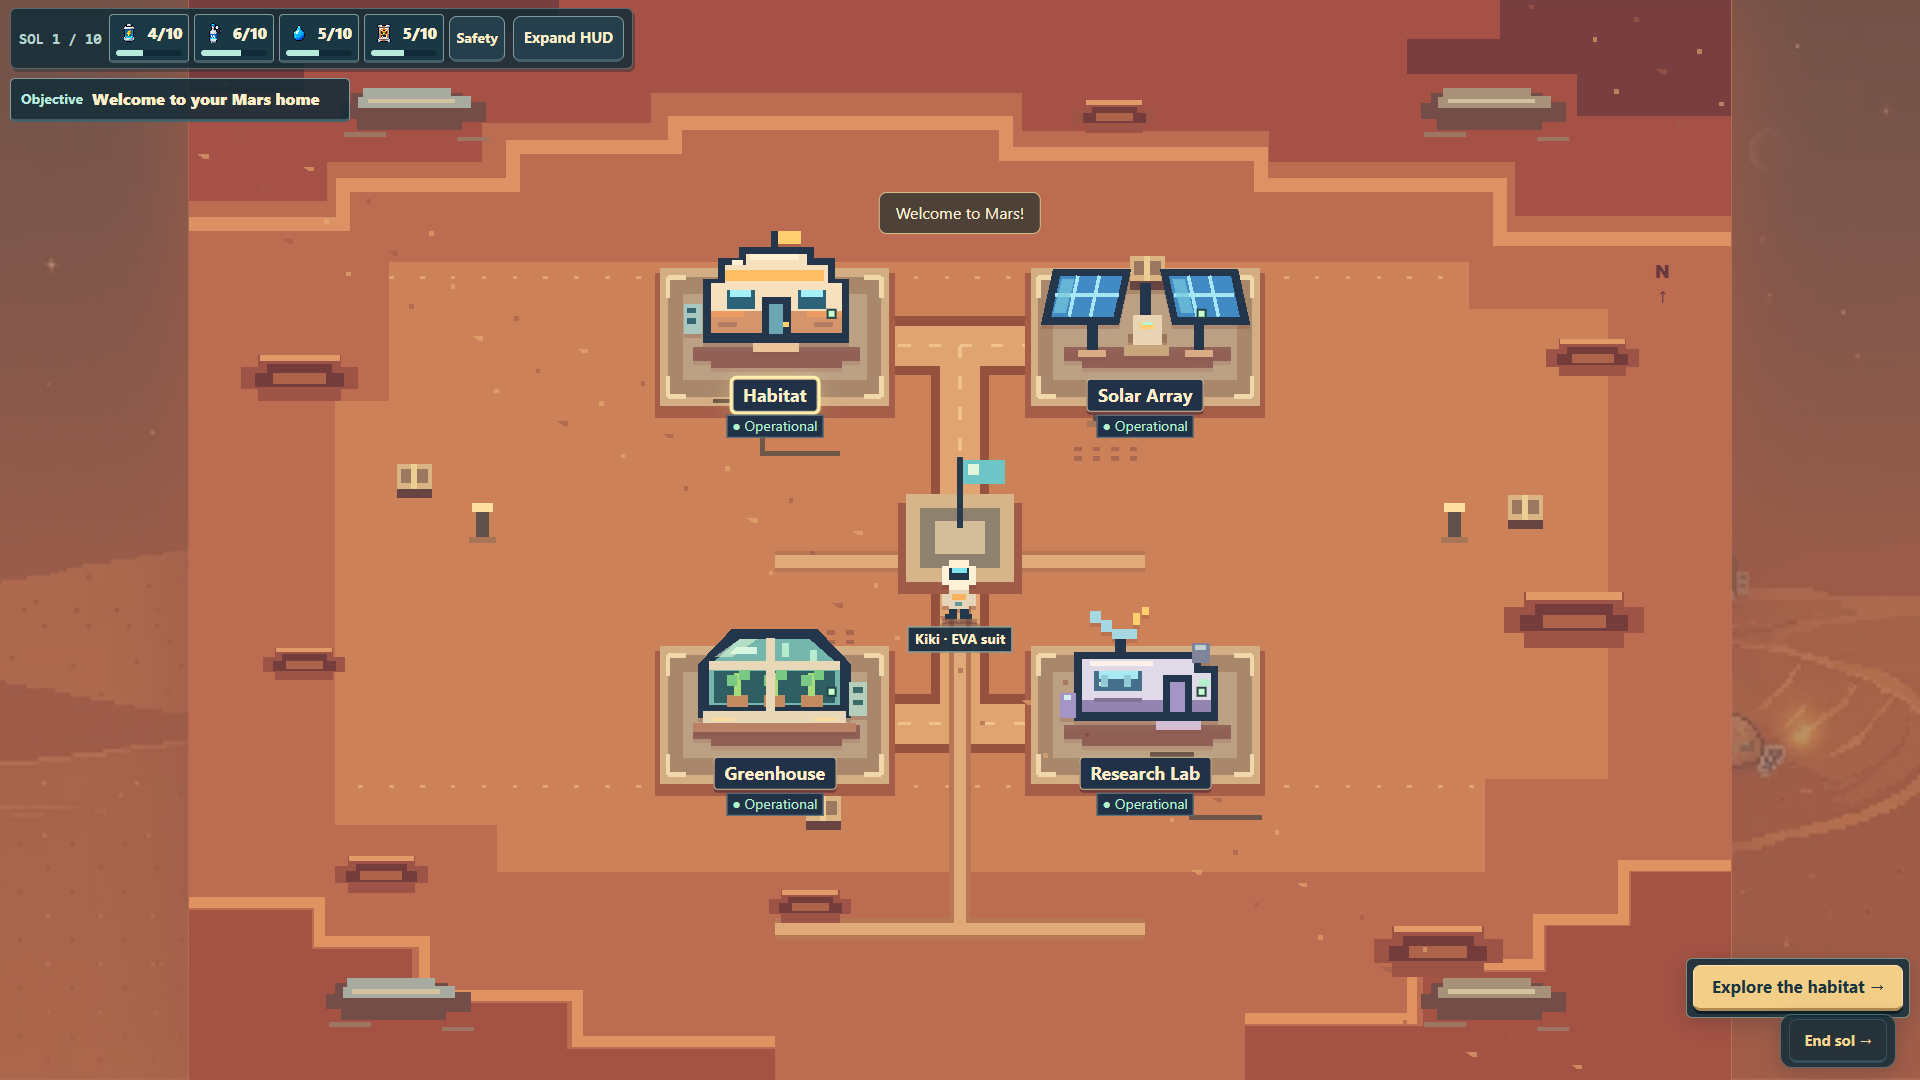 SOL 1 / 10
4/10
6/10
5/10
5/10
Safety
Expand HUD
Objective Welcome to your Mars home
Welcome to Mars!
N
↑
Habitat
• Operational
Solar Array
• Operational
Kiki · EVA suit
Greenhouse
• Operational
Research Lab
• Operational
Explore the habitat →
End sol →